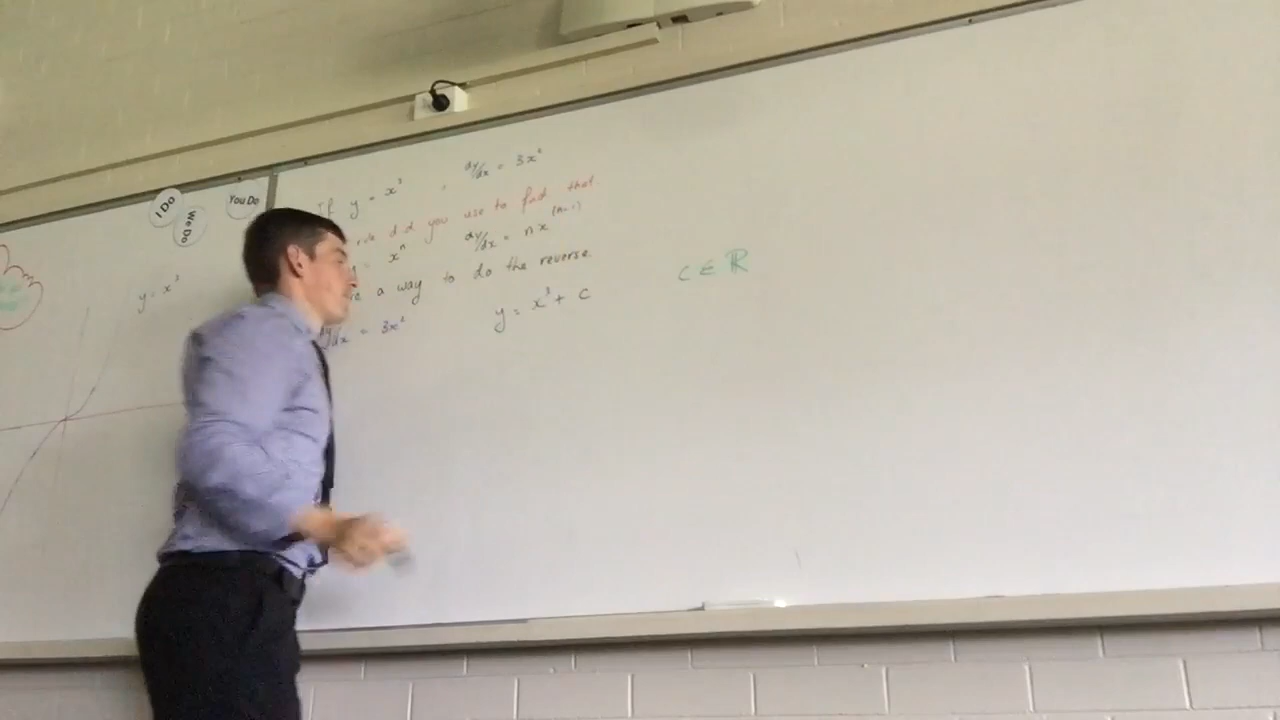 I DO
We Do
You Do
y = x³
If y = x³ dy/dx = 3x²
did you use to find that
= xⁿ dy/dx = nx⁽ⁿ⁻¹⁾
a way to do the reverse.
dy/dx = 3x² y = x³ + c
C ∈ ℝ